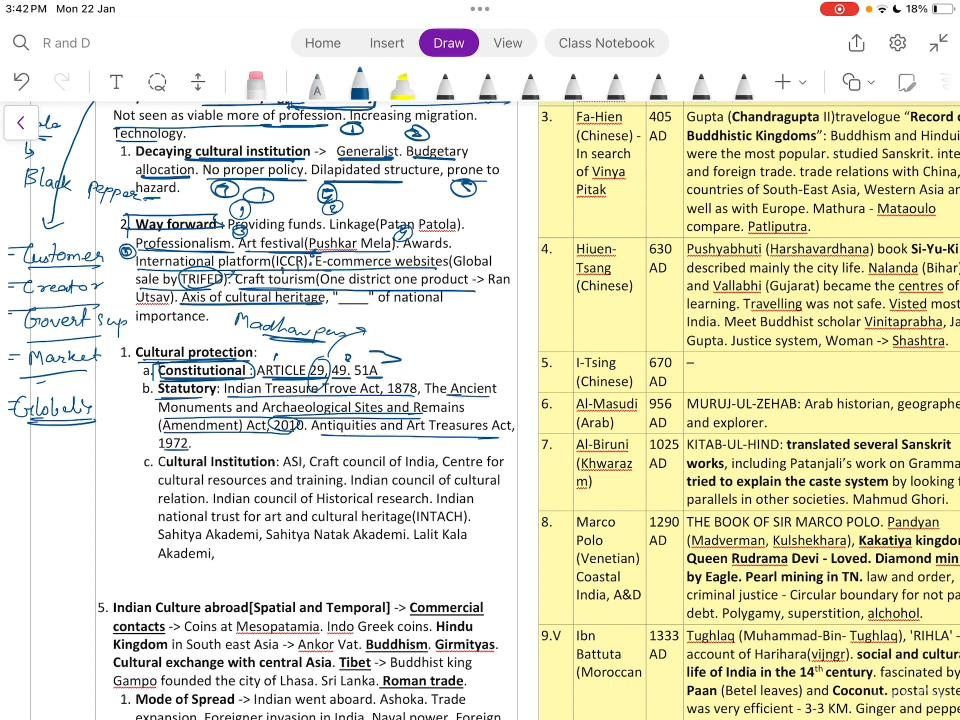 3:42 PM Mon 22 Jan
18%
R and D
Home Insert Draw View Class Notebook
Not seen as viable more of profession. Increasing migration.
Technology.
1. Decaying cultural institution -> Generalist. Budgetary
allocation. No proper policy. Dilapidated structure, prone to
hazard.
2. Way forward - Providing funds. Linkage(Patan Patola).
Professionalism. Art festival(Pushkar Mela). Awards.
International platform(ICCR). E-commerce websites(Global
sale by TRIFED). Craft tourism(One district one product -> Ran
Utsav). Axis of cultural heritage, "____" of national
importance.
1. Cultural protection:
a. Constitutional : ARTICLE 29, 49. 51A
b. Statutory: Indian Treasure Trove Act, 1878, The Ancient
Monuments and Archaeological Sites and Remains
(Amendment) Act, 2010. Antiquities and Art Treasures Act,
1972.
c. Cultural Institution: ASI, Craft council of India, Centre for
cultural resources and training. Indian council of cultural
relation. Indian council of Historical research. Indian
national trust for art and cultural heritage(INTACH).
Sahitya Akademi, Sahitya Natak Akademi. Lalit Kala
Akademi,
5. Indian Culture abroad[Spatial and Temporal] -> Commercial
contacts -> Coins at Mesopotamia. Indo Greek coins. Hindu
Kingdom in South east Asia -> Ankor Vat. Buddhism. Girmityas.
Cultural exchange with central Asia. Tibet -> Buddhist king
Gampo founded the city of Lhasa. Sri Lanka. Roman trade.
1. Mode of Spread -> Indian went aboard. Ashoka. Trade
expansion. Foreigner invasion in India. Naval power. Foreign
Black Pepper
- Customer
- Creator
- Govert sup
- Market
- Globalis
Madhavpur
3. Fa-Hien (Chinese) - In search of Vinya Pitak
405 AD
Gupta (Chandragupta II)travelogue "Record o
Buddhistic Kingdoms": Buddhism and Hindui
were the most popular. studied Sanskrit. inte
and foreign trade. trade relations with China,
countries of South-East Asia, Western Asia an
well as with Europe. Mathura - Mataoulo
compare. Patliputra.
4. Hiuen-Tsang (Chinese)
630 AD
Pushyabhuti (Harshavardhana) book Si-Yu-Ki
described mainly the city life. Nalanda (Bihar)
and Vallabhi (Gujarat) became the centres of
learning. Travelling was not safe. Visted most
India. Meet Buddhist scholar Vinitaprabha, Ja
Gupta. Justice system, Woman -> Shashtra.
5. I-Tsing (Chinese)
670 AD
–
6. Al-Masudi (Arab)
956 AD
MURUJ-UL-ZEHAB: Arab historian, geographe
and explorer.
7. Al-Biruni (Khwarazm)
1025 AD
KITAB-UL-HIND: translated several Sanskrit
works, including Patanjali's work on Gramma
tried to explain the caste system by looking f
parallels in other societies. Mahmud Ghori.
8. Marco Polo (Venetian) Coastal India, A&D
1290 AD
THE BOOK OF SIR MARCO POLO. Pandyan
(Madverman, Kulshekhara), Kakatiya kingdo
Queen Rudrama Devi - Loved. Diamond min
by Eagle. Pearl mining in TN. law and order,
criminal justice - Circular boundary for not pa
debt. Polygamy, superstition, alchohol.
9.V Ibn Battuta (Moroccan
1333 AD
Tughlaq (Muhammad-Bin- Tughlaq), 'RIHLA' -
account of Harihara(vijngr). social and cultur
life of India in the 14th century. fascinated by
Paan (Betel leaves) and Coconut. postal syste
was very efficient - 3-3 KM. Ginger and peppe